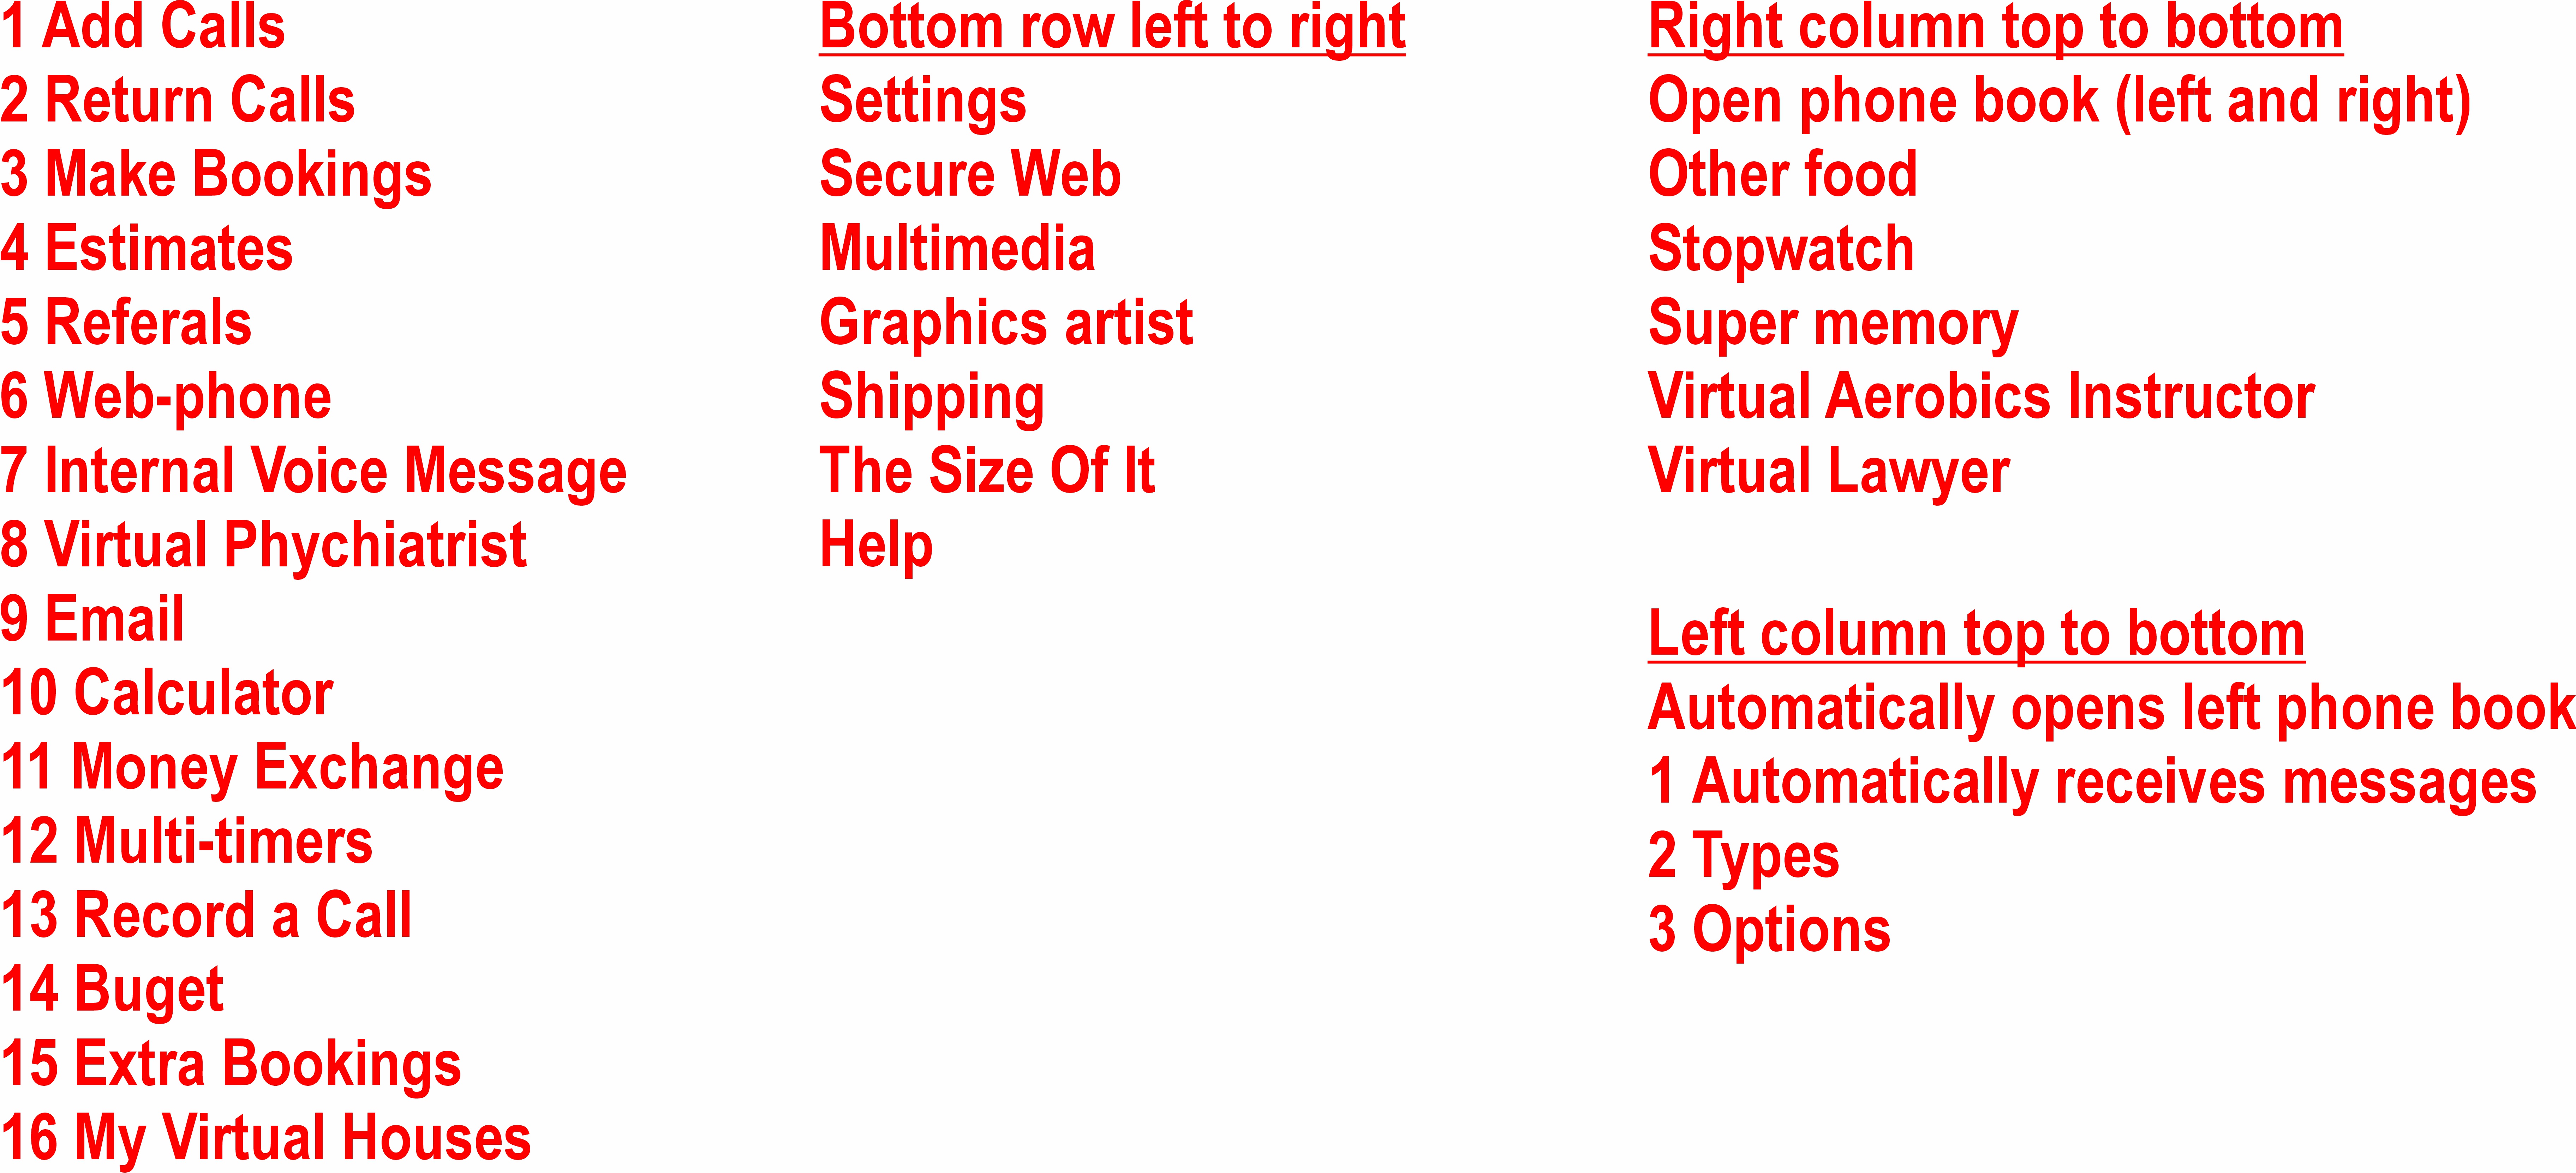 1 Add Calls
2 Return Calls
3 Make Bookings
4 Estimates
5 Referals
6 Web-phone
7 Internal Voice Message
8 Virtual Phychiatrist
9 Email
10 Calculator
11 Money Exchange
12 Multi-timers
13 Record a Call
14 Buget
15 Extra Bookings
16 My Virtual Houses
Bottom row left to right
Settings
Secure Web
Multimedia
Graphics artist
Shipping
The Size Of It
Help
Right column top to bottom
Open phone book (left and right)
Other food
Stopwatch
Super memory
Virtual Aerobics Instructor
Virtual Lawyer
Left column top to bottom
Automatically opens left phone book
1 Automatically receives messages
2 Types
3 Options